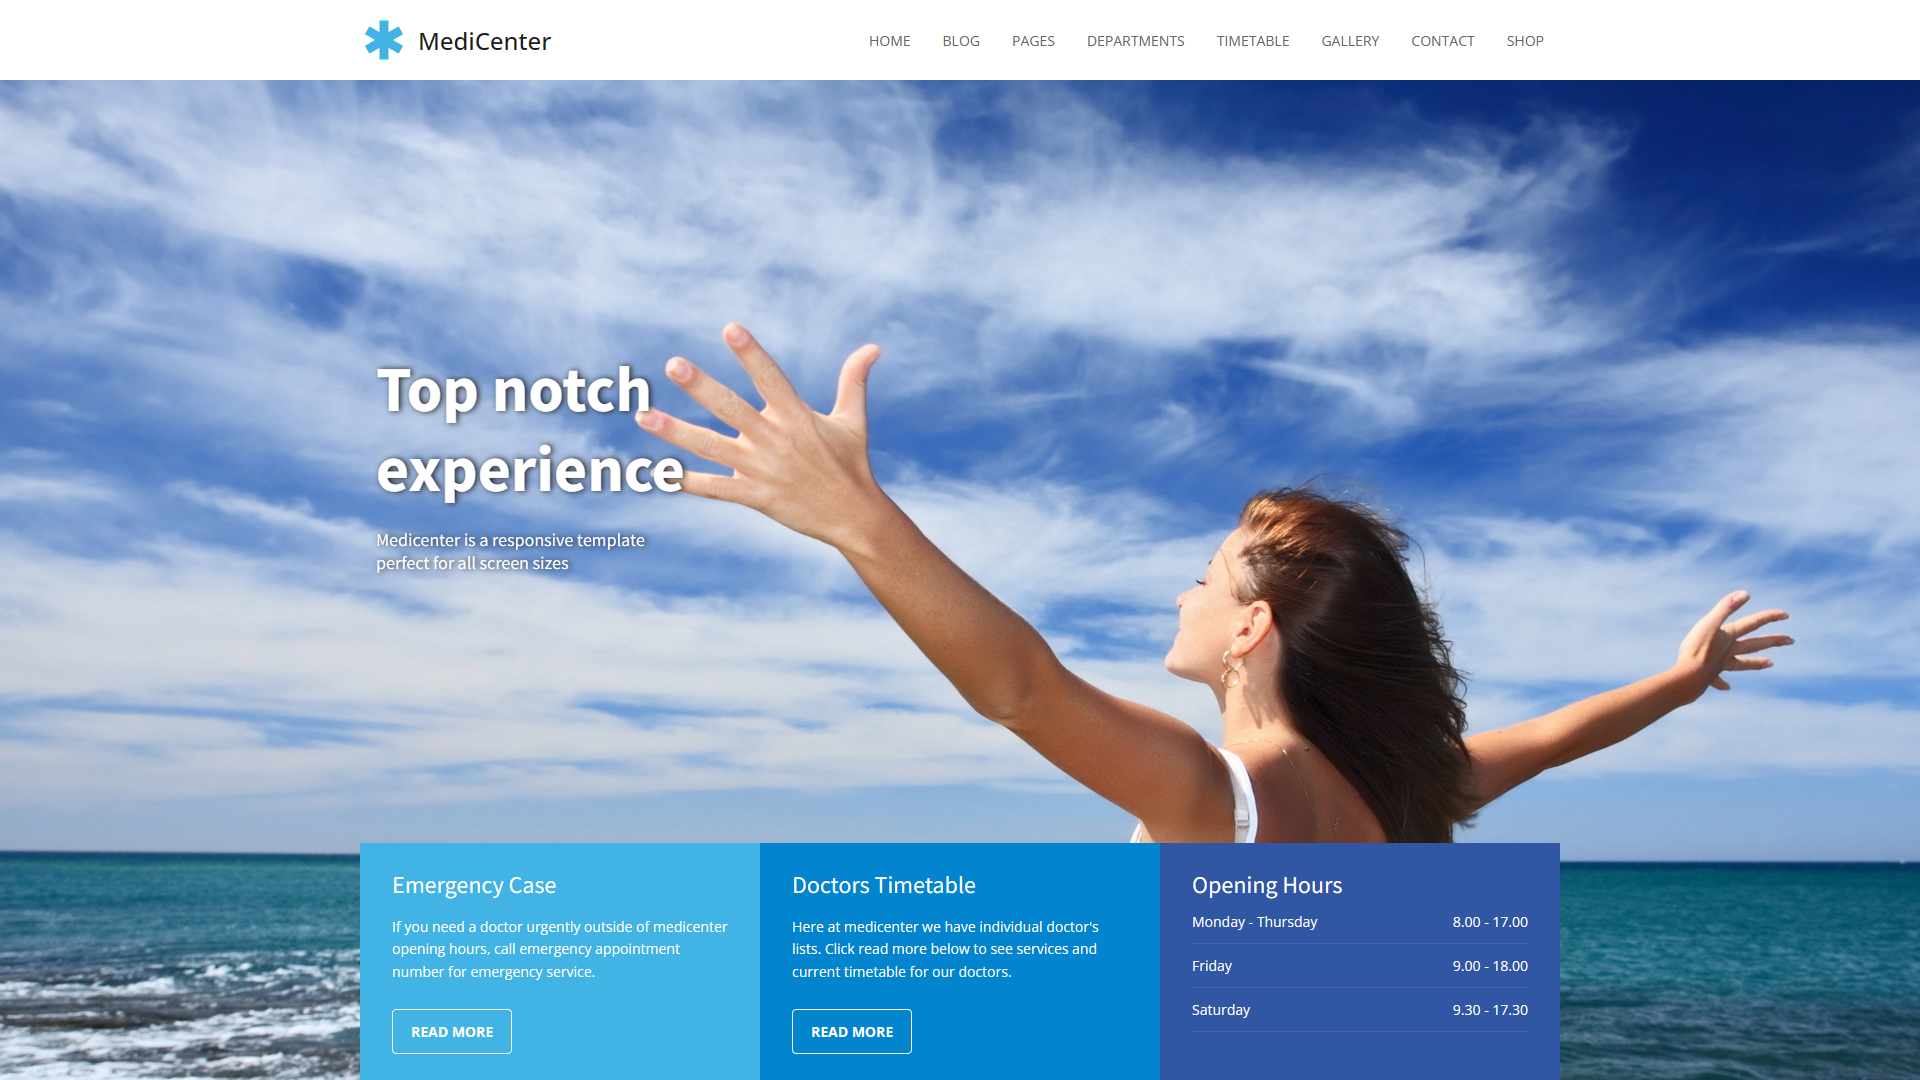 MediCenter
HOME BLOG PAGES DEPARTMENTS TIMETABLE GALLERY CONTACT SHOP
Top notch
experience
Medicenter is a responsive template
perfect for all screen sizes
Emergency Case
If you need a doctor urgently outside of medicenter
opening hours, call emergency appointment
number for emergency service.
READ MORE
Doctors Timetable
Here at medicenter we have individual doctor's
lists. Click read more below to see services and
current timetable for our doctors.
READ MORE
Opening Hours
Monday - Thursday 8.00 - 17.00
Friday 9.00 - 18.00
Saturday 9.30 - 17.30